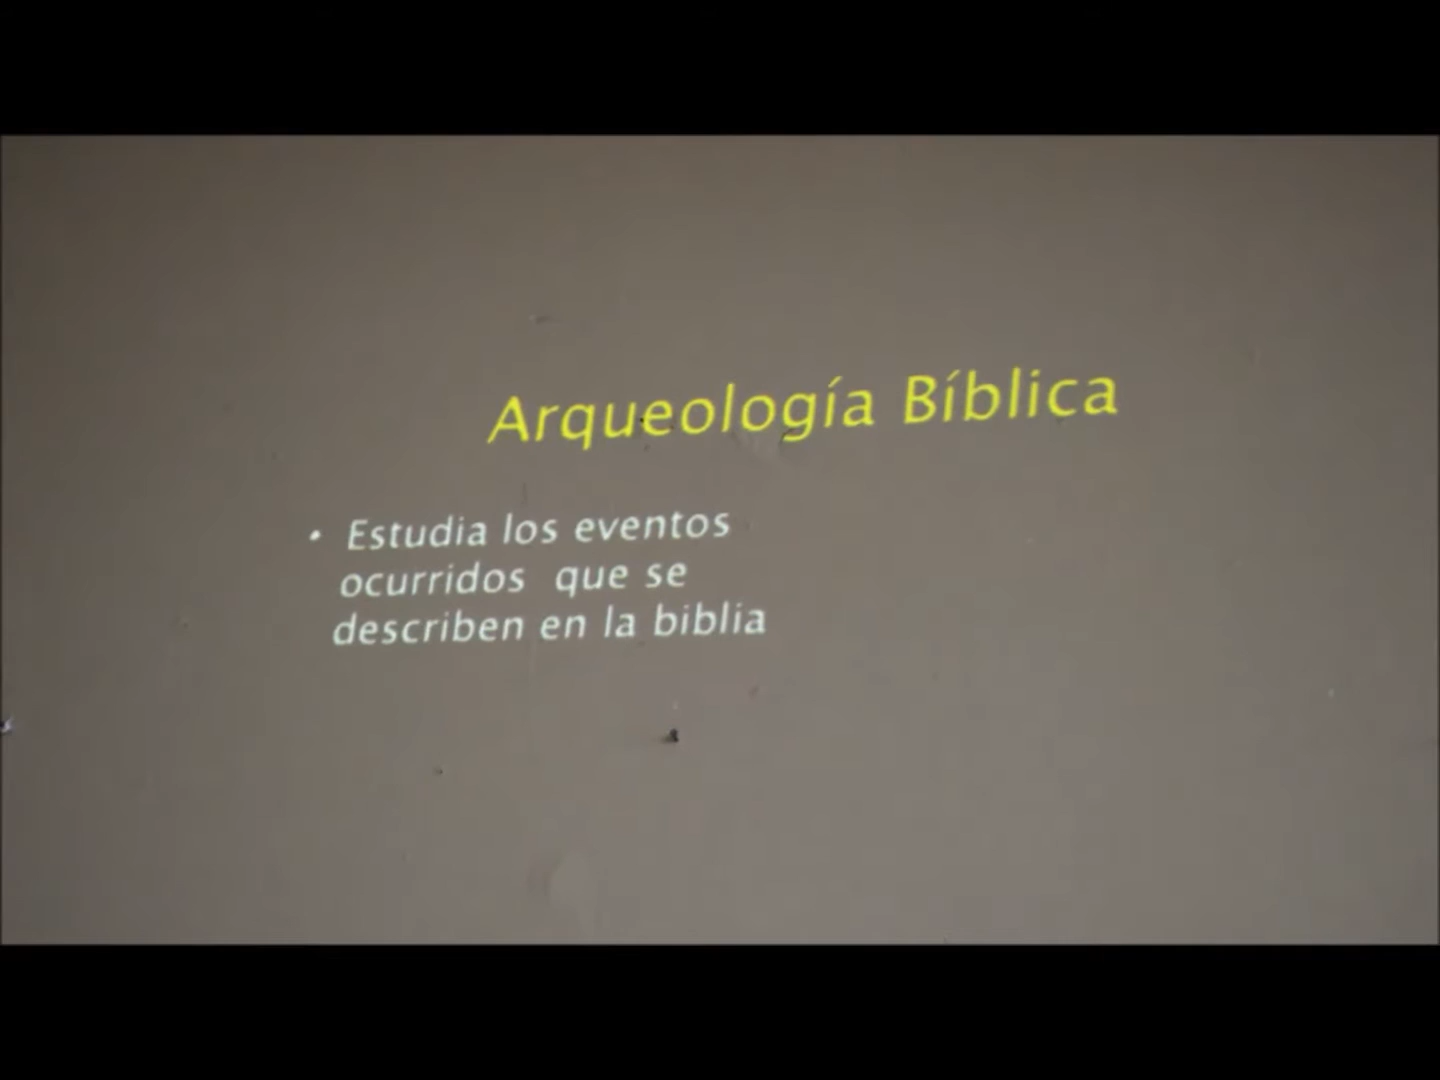 Arqueología Bíblica
• Estudia los eventos
ocurridos que se
describen en la biblia